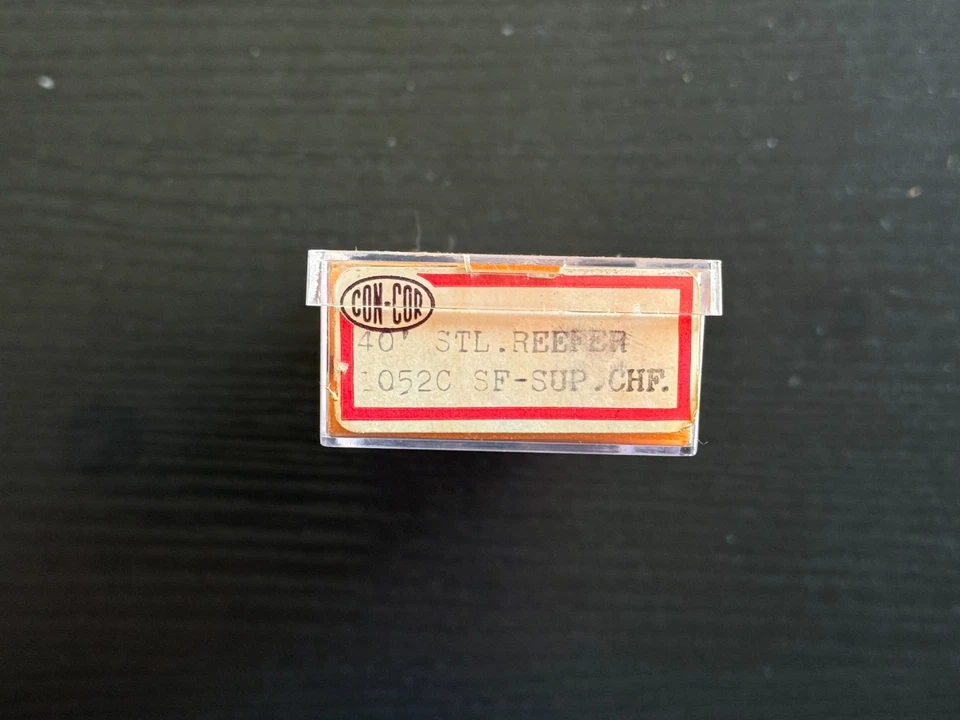 CON-COR
40' STL.REEFER
1052C SF-SUP.CHF.